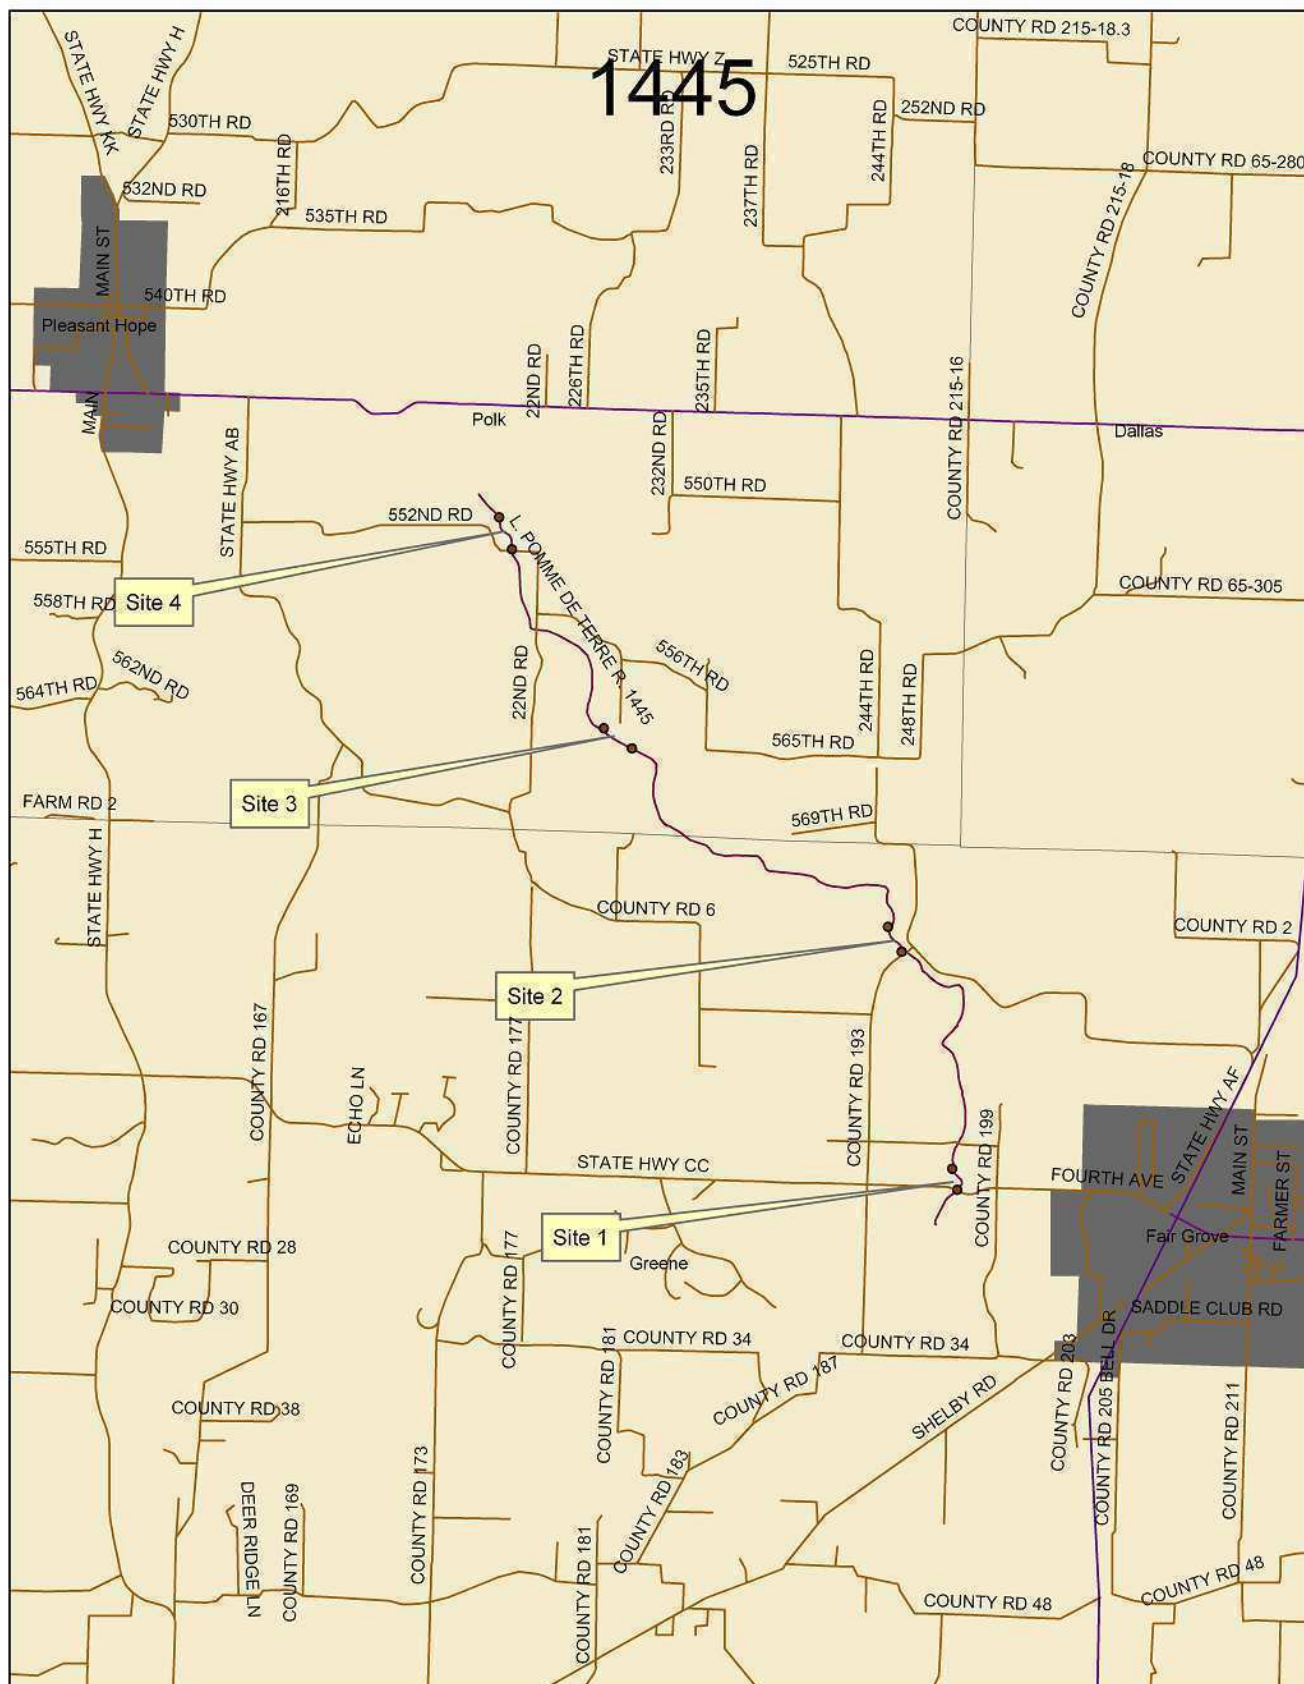 1445
STATE HWY KK
STATE HWY H
530TH RD
532ND RD
216TH RD
535TH RD
STATE HWY Z
233RD RD
525TH RD
237TH RD
244TH RD
252ND RD
COUNTY RD 215-18.3
COUNTY RD 65-280
COUNTY RD 215-18
MAIN ST
540TH RD
Pleasant Hope
MAIN
22ND RD
226TH RD
235TH RD
Polk
COUNTY RD 215-16
Dallas
STATE HWY AB
232ND RD
550TH RD
552ND RD
L. POMME DE TERRE R. 1445
555TH RD
Site 4
558TH RD
COUNTY RD 65-305
562ND RD
564TH RD
22ND RD
556TH RD
244TH RD
248TH RD
565TH RD
Site 3
FARM RD 2
569TH RD
STATE HWY H
COUNTY RD 6
COUNTY RD 2
Site 2
COUNTY RD 167
COUNTY RD 177
COUNTY RD 193
ECHO LN
STATE HWY CC
COUNTY RD 199
FOURTH AVE
STATE HWY AF
MAIN ST
FARMER ST
Site 1
Greene
Fair Grove
COUNTY RD 28
COUNTY RD 177
COUNTY RD 30
SADDLE CLUB RD
COUNTY RD 181
COUNTY RD 34
COUNTY RD 34
COUNTY RD 187
COUNTY RD 203
COUNTY RD 205
BELL DR
COUNTY RD 38
SHELBY RD
COUNTY RD 211
COUNTY RD 173
COUNTY RD 183
DEER RIDGE LN
COUNTY RD 169
COUNTY RD 181
COUNTY RD 48
COUNTY RD 48